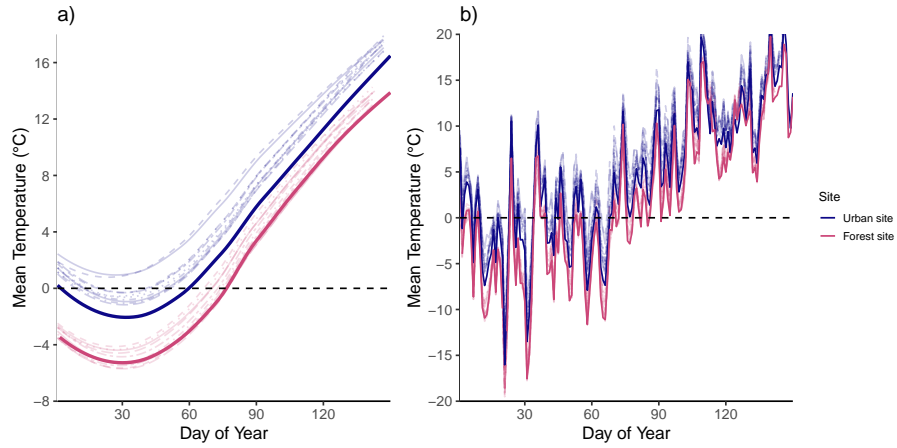 a)
Mean Temperature (°C)
16
12
8
4
0
−4
−8
30
60
90
120
Day of Year
b)
Mean Temperature (°C)
20
15
10
5
0
−5
−10
−15
−20
30
60
90
120
Day of Year
Site
Urban site
Forest site